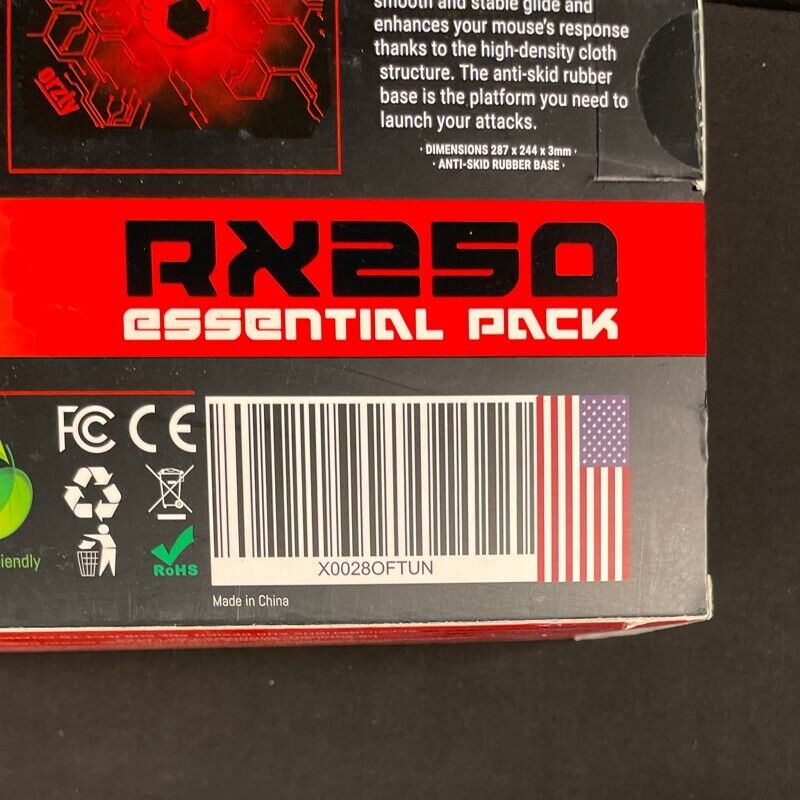 smooth and stable glide and
enhances your mouse's response
thanks to the high-density cloth
structure. The anti-skid rubber
base is the platform you need to
launch your attacks.
· DIMENSIONS 287 x 244 x 3mm ·
· ANTI-SKID RUBBER BASE ·
orzly
RX250
ESSENTIAL PACK
FC CE
iendly
RoHS
X0028OFTUN
Made in China